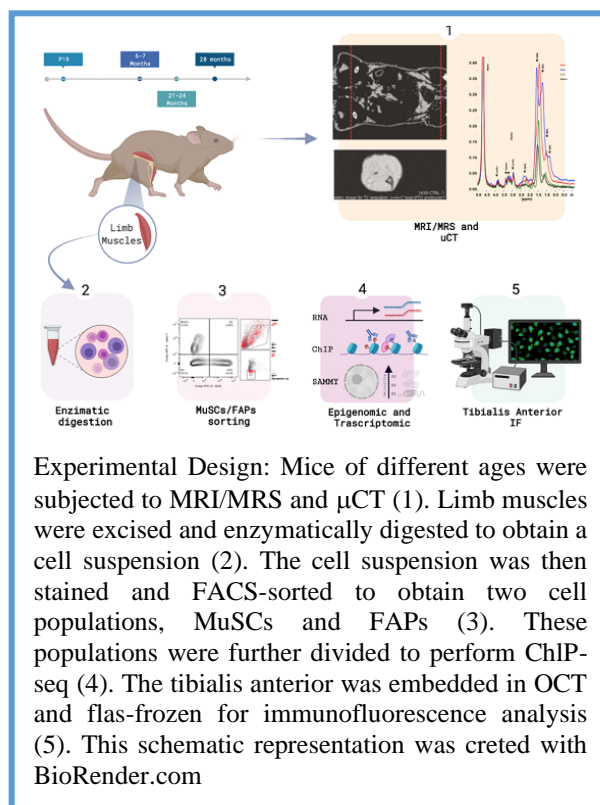 1
P19
6-7
Months
28 months
21-24
Months
Limb
Muscles
MRI/MRS and
uCT
2
3
4
5
RNA
ChIP
SAMMY
Enzimatic
digestion
MuSCs/FAPs
sorting
Epigenomic and
Trascriptomic
Tibialis Anterior
IF
Experimental Design: Mice of different ages were
subjected to MRI/MRS and μCT (1). Limb muscles
were excised and enzymatically digested to obtain a
cell suspension (2). The cell suspension was then
stained and FACS-sorted to obtain two cell
populations, MuSCs and FAPs (3). These
populations were further divided to perform ChlP-
seq (4). The tibialis anterior was embedded in OCT
and flas-frozen for immunofluorescence analysis
(5). This schematic representation was creted with
BioRender.com